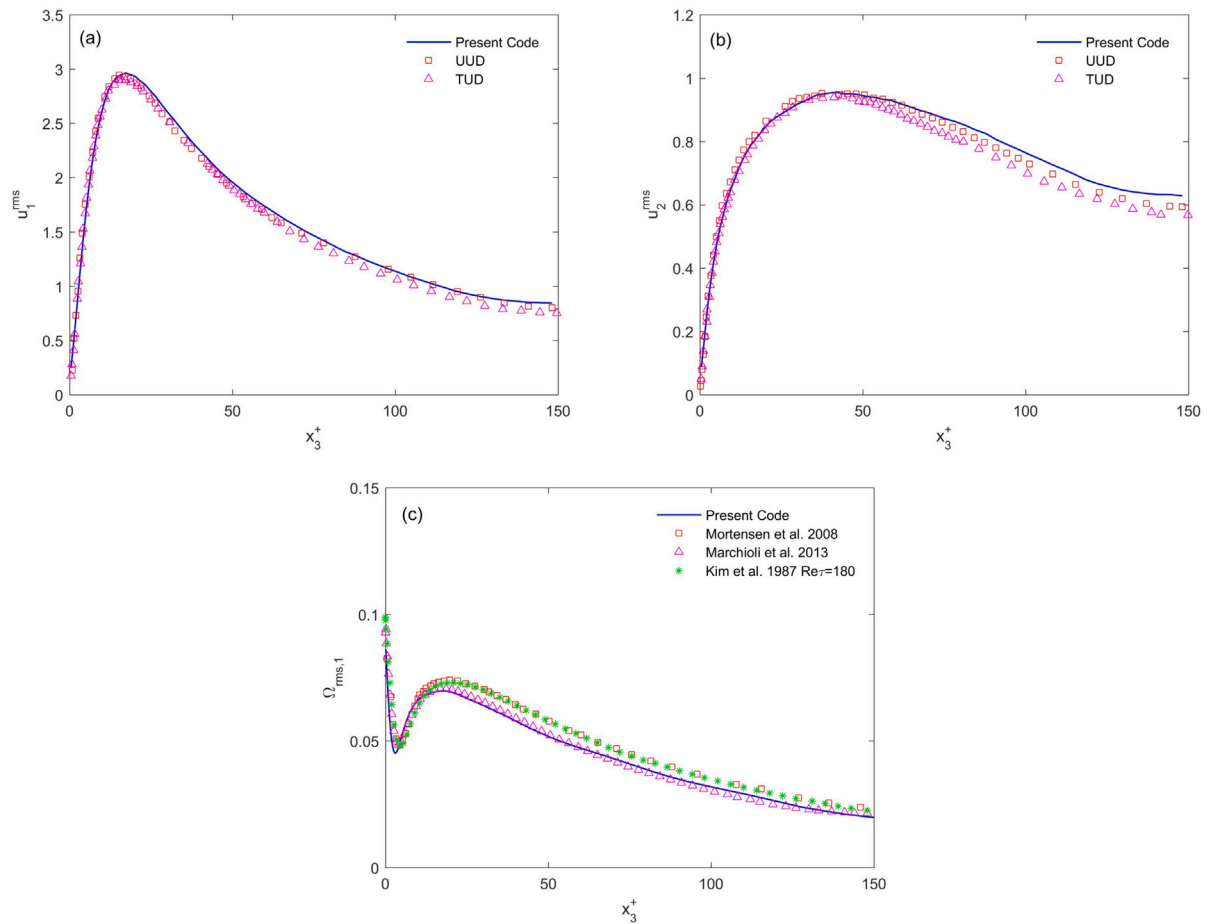 (a)
Present Code
UUD
TUD
3.5
3
2.5
2
1.5
1
0.5
0
0 50 100 150
u₁ʳᵐˢ
x₃⁺
(b)
Present Code
UUD
TUD
1.2
1
0.8
0.6
0.4
0.2
0
0 50 100 150
u₂ʳᵐˢ
x₃⁺
(c)
Present Code
Mortensen et al. 2008
Marchioli et al. 2013
Kim et al. 1987 Reτ=180
0.15
0.1
0.05
0
0 50 100 150
Ωrms,1
x₃⁺